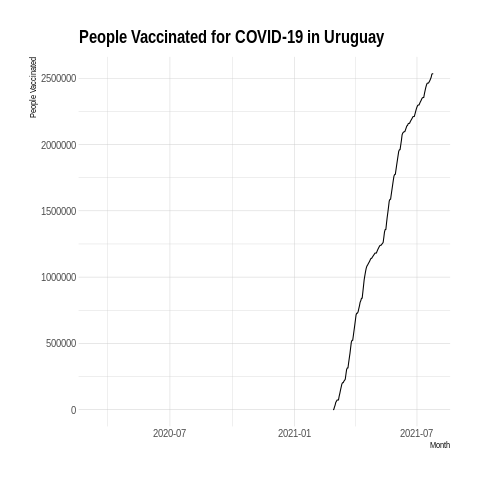 People Vaccinated for COVID-19 in Uruguay
People Vaccinated
2500000
2000000
1500000
1000000
500000
0
2020-07 2021-01 2021-07
Month